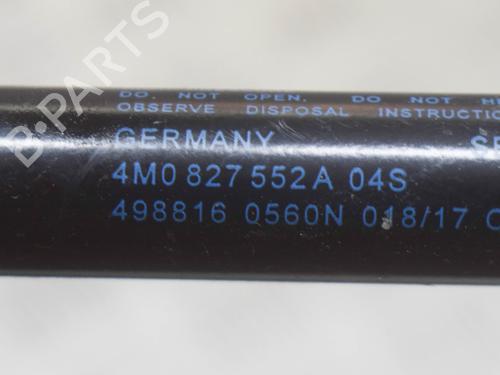 B-PARTS
DO. NOT OPEN. DO NOT
OBSERVE DISPOSAL INSTRUCTION
GERMANY
4M0 827 552A 04S
498816 0560N 018/17